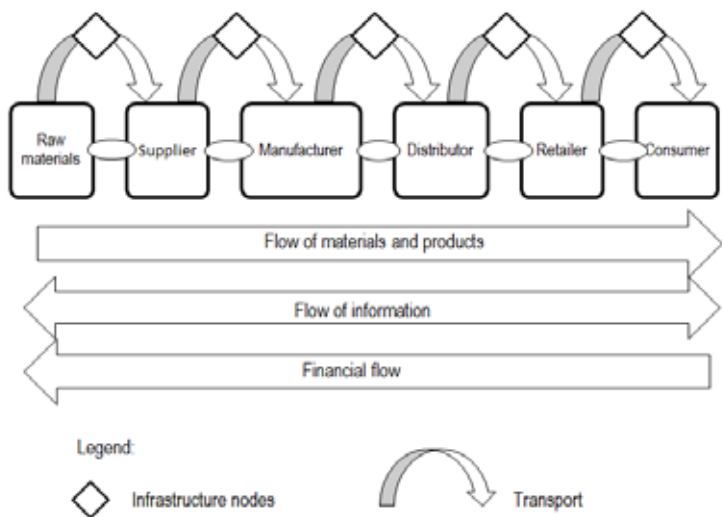 Raw
materials
Supplier
Manufacturer
Distributor
Retailer
Consumer
Flow of materials and products
Flow of information
Financial flow
Legend:
Infrastructure nodes
Transport